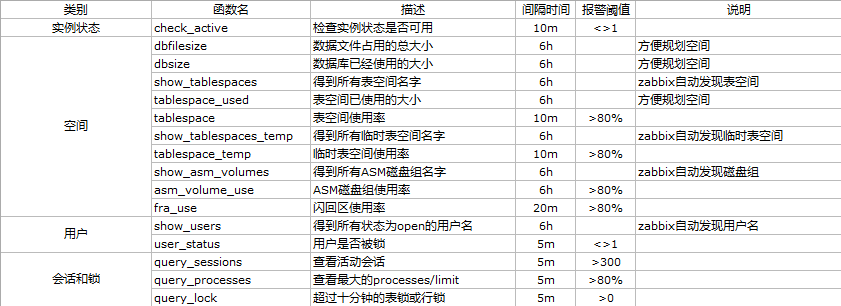 类别 函数名 描述 间隔时间 报警阈值 说明
实例状态 check_active 检查实例状态是否可用 10m <>1
空间 dbfilesize 数据文件占用的总大小 6h 方便规划空间
dbsize 数据库已经使用的大小 6h 方便规划空间
show_tablespaces 得到所有表空间名字 6h zabbix自动发现表空间
tablespace_used 表空间已使用的大小 6h 方便规划空间
tablespace 表空间使用率 10m >80%
show_tablespaces_temp 得到所有临时表空间名字 6h zabbix自动发现临时表空间
tablespace_temp 临时表空间使用率 10m >80%
show_asm_volumes 得到所有ASM磁盘组名字 6h zabbix自动发现磁盘组
asm_volume_use ASM磁盘组使用率 6h >80%
fra_use 闪回区使用率 20m >80%
用户 show_users 得到所有状态为open的用户名 6h zabbix自动发现用户名
user_status 用户是否被锁 5m <>1
会话和锁 query_sessions 查看活动会话 5m >300
query_processes 查看最大的processes/limit 5m >80%
query_lock 超过十分钟的表锁或行锁 5m >0